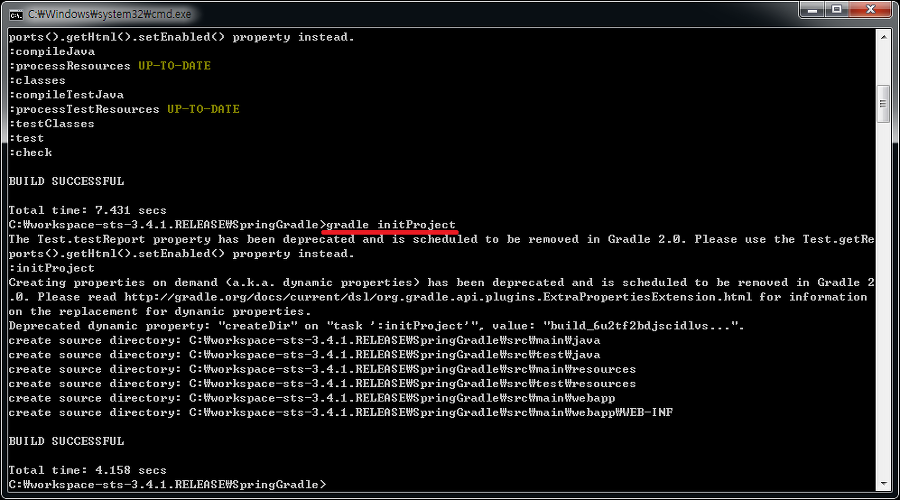 C:₩Windows₩system32₩cmd.exe
ports().getHtml().setEnabled() property instead.
:compileJava
:processResources UP-TO-DATE
:classes
:compileTestJava
:processTestResources UP-TO-DATE
:testClasses
:test
:check
BUILD SUCCESSFUL
Total time: 7.431 secs
C:₩workspace-sts-3.4.1.RELEASE₩SpringGradle>gradle initProject
The Test.testReport property has been deprecated and is scheduled to be removed in Gradle 2.0. Please use the Test.getRe
ports().getHtml().setEnabled() property instead.
:initProject
Creating properties on demand (a.k.a. dynamic properties) has been deprecated and is scheduled to be removed in Gradle 2
.0. Please read http://gradle.org/docs/current/dsl/org.gradle.api.plugins.ExtraPropertiesExtension.html for information
on the replacement for dynamic properties.
Deprecated dynamic property: "createDir" on "task ':initProject'", value: "build_6u2tf2bdjscidlvs...".
create source directory: C:₩workspace-sts-3.4.1.RELEASE₩SpringGradle₩src₩main₩java
create source directory: C:₩workspace-sts-3.4.1.RELEASE₩SpringGradle₩src₩test₩java
create source directory: C:₩workspace-sts-3.4.1.RELEASE₩SpringGradle₩src₩main₩resources
create source directory: C:₩workspace-sts-3.4.1.RELEASE₩SpringGradle₩src₩test₩resources
create source directory: C:₩workspace-sts-3.4.1.RELEASE₩SpringGradle₩src₩main₩webapp
create source directory: C:₩workspace-sts-3.4.1.RELEASE₩SpringGradle₩src₩main₩webapp₩WEB-INF
BUILD SUCCESSFUL
Total time: 4.158 secs
C:₩workspace-sts-3.4.1.RELEASE₩SpringGradle>